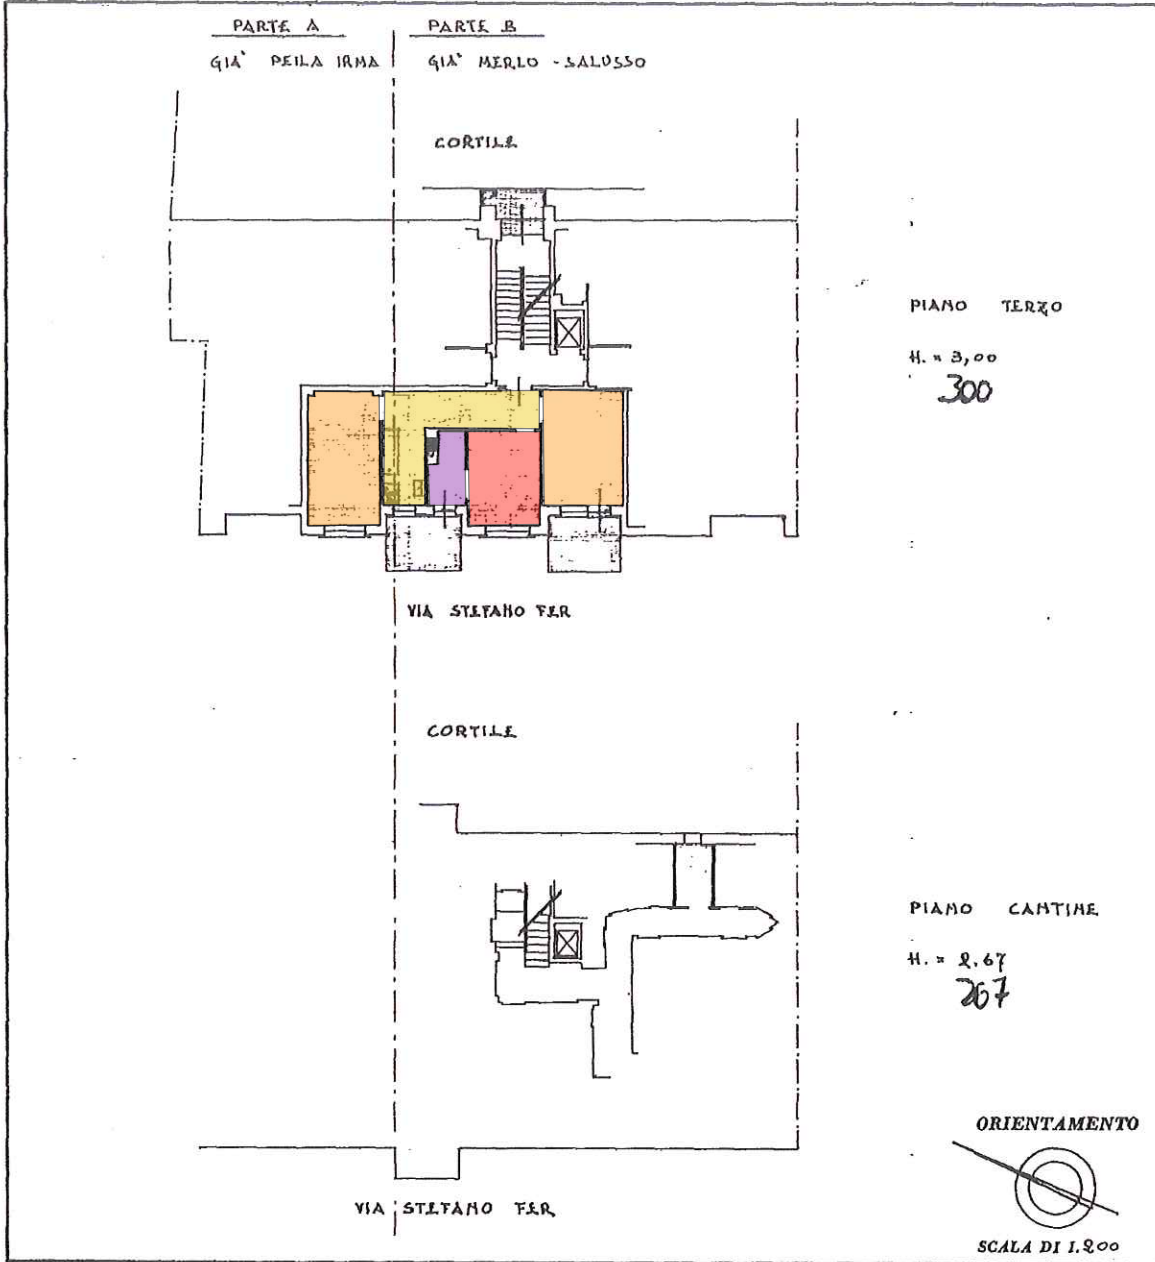 PARTE A
PARTE B
GIA' PEILA IRMA
GIA' MERLO - SALUSSO
CORTILE
PIANO TERZO
H. = 3,00
300
VIA STEFANO FER
CORTILE
PIANO CANTINE
H. = 2.67
267
ORIENTAMENTO
VIA STEFANO FER
SCALA DI 1.200